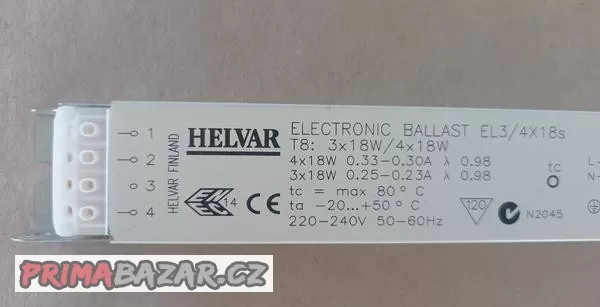 1
2
3
4
HELVAR FINLAND
HELVAR
14
CE
ELECTRONIC BALLAST EL3/4X18s
T8: 3x18W/4x18W
4x18W 0.33-0.30A λ 0.98
3x18W 0.25-0.23A λ 0.98
tc = max 80° C
ta -20...+50° C
220-240V 50-60Hz
120
N2045
tc
L-
N-
PRIMABAZAR.CZ